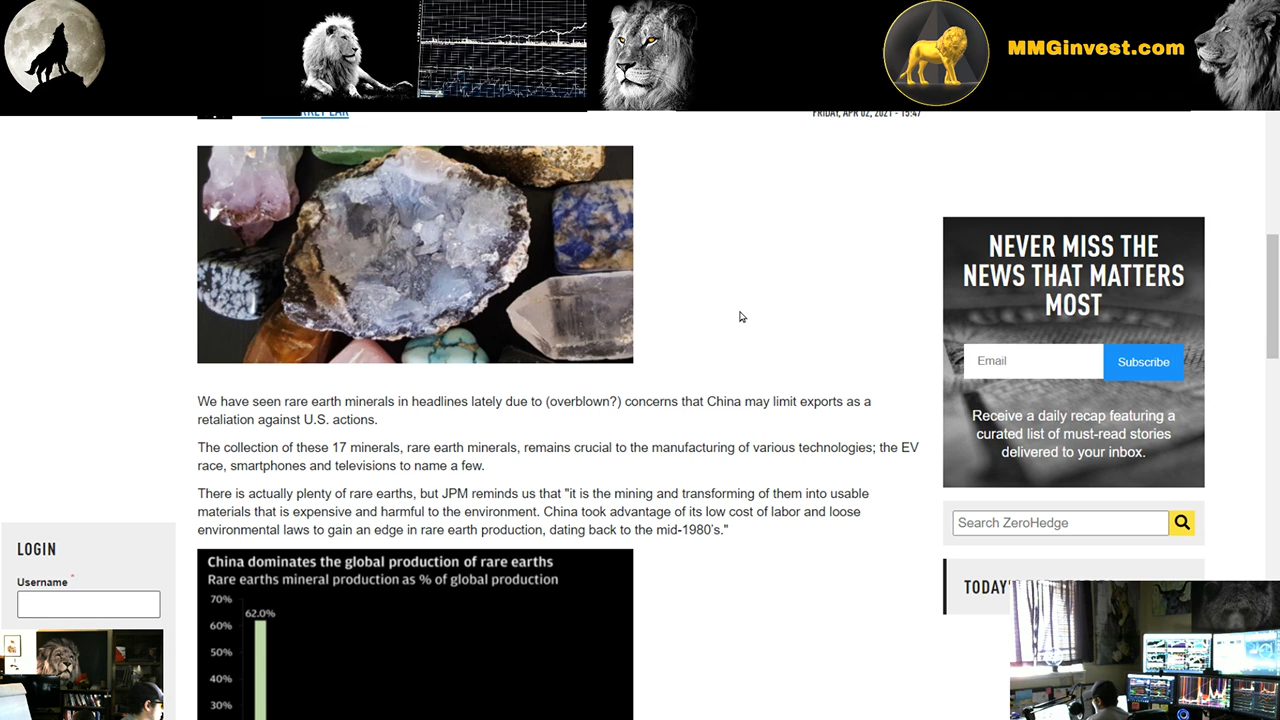 MMGinvest.com
FRIDAY, APR 02, 2021 - 15:47
We have seen rare earth minerals in headlines lately due to (overblown?) concerns that China may limit exports as a
retaliation against U.S. actions.
The collection of these 17 minerals, rare earth minerals, remains crucial to the manufacturing of various technologies; the EV
race, smartphones and televisions to name a few.
There is actually plenty of rare earths, but JPM reminds us that "it is the mining and transforming of them into usable
materials that is expensive and harmful to the environment. China took advantage of its low cost of labor and loose
environmental laws to gain an edge in rare earth production, dating back to the mid-1980's."
China dominates the global production of rare earths
Rare earths mineral production as % of global production
70%
62.0%
60%
50%
40%
30%
NEVER MISS THE
NEWS THAT MATTERS
MOST
Email
Subscribe
Receive a daily recap featuring a
curated list of must-read stories
delivered to your inbox.
Search ZeroHedge
TODAY'
LOGIN
Username *